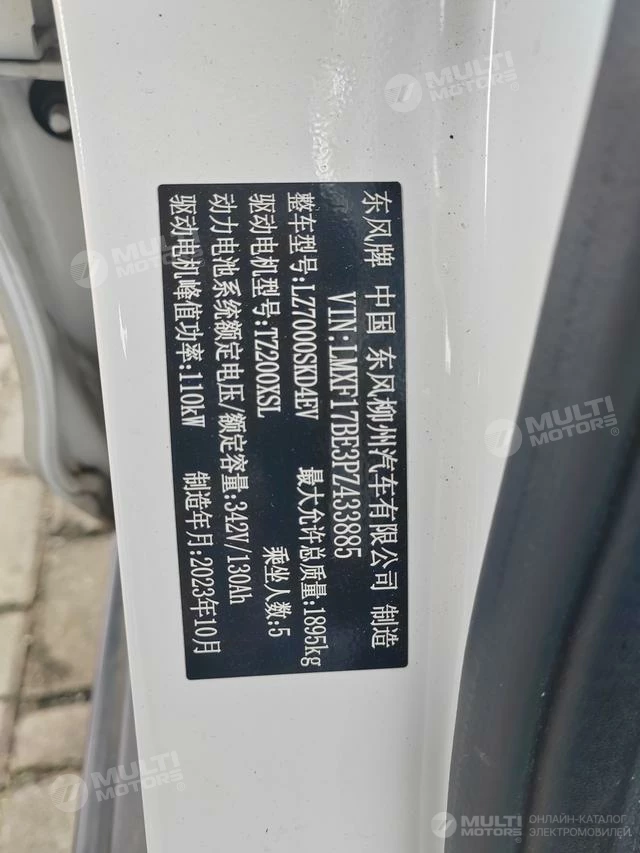 东风牌 中国 东风柳州汽车有限公司 制造
VIN:LMXF17BE3PZ433885
整车型号:LZ7000SKD4EV 最大允许总质量:1895kg
驱动电机型号:TZ200XSL 乘坐人数:5
动力电池系统额定电压/额定容量:342V/130Ah
驱动电机峰值功率:110kW 制造年月:2023年10月
MULTI MOTORS®
MULTI MOTORS®
MULTI MOTORS®
MULTI MOTORS®
MULTI MOTORS® ОНЛАЙН-КАТАЛОГ ЭЛЕКТРОМОБИЛЕЙ